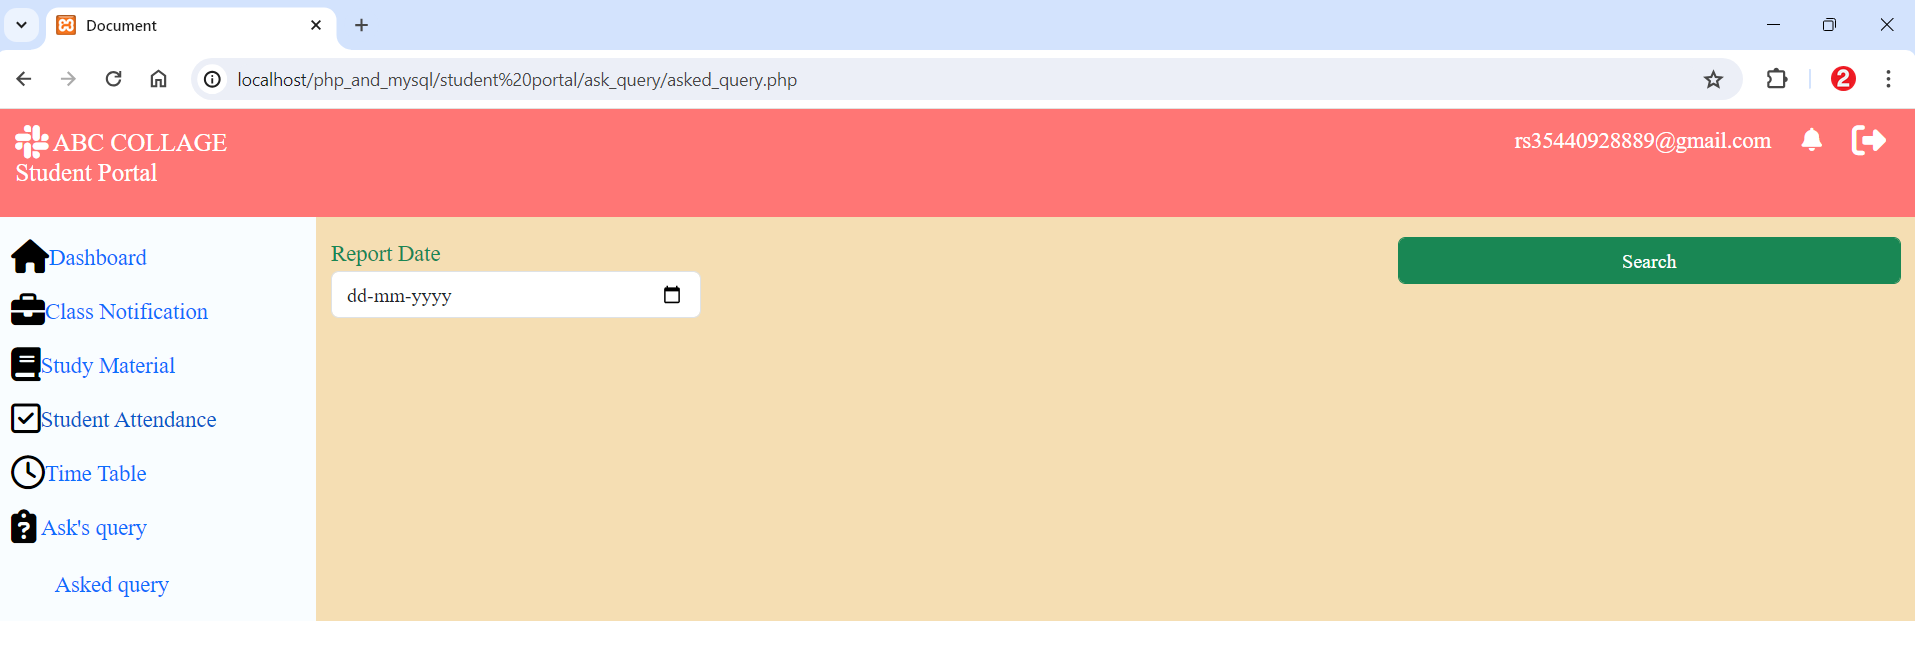 Document
localhost/php_and_mysql/student%20portal/ask_query/asked_query.php
2
ABC COLLAGE
Student Portal
rs35440928889@gmail.com
Dashboard
Class Notification
Study Material
Student Attendance
Time Table
Ask's query
Asked query
Report Date
dd-mm-yyyy
Search